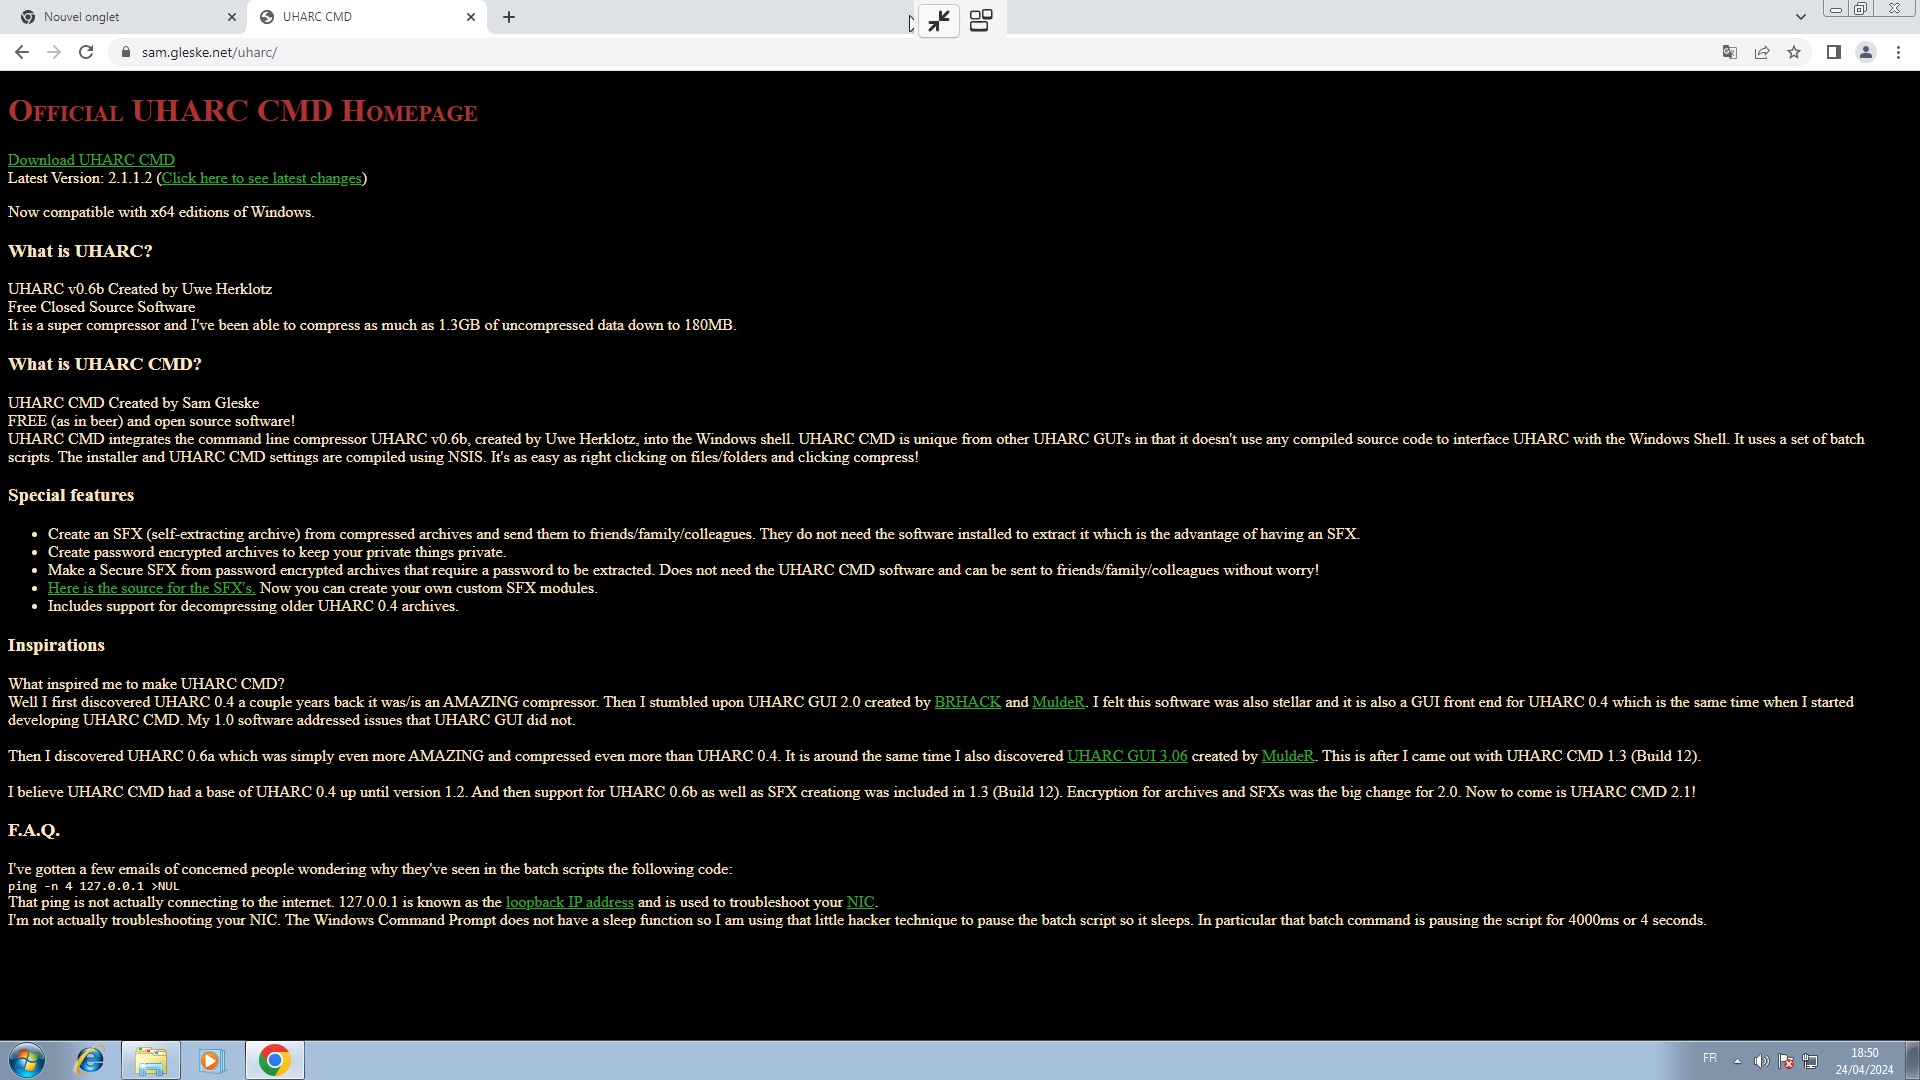 Nouvel onglet
UHARC CMD
sam.gleske.net/uharc/
Official UHARC CMD Homepage
Download UHARC CMD
Latest Version: 2.1.1.2 (Click here to see latest changes)
Now compatible with x64 editions of Windows.
What is UHARC?
UHARC v0.6b Created by Uwe Herklotz
Free Closed Source Software
It is a super compressor and I've been able to compress as much as 1.3GB of uncompressed data down to 180MB.
What is UHARC CMD?
UHARC CMD Created by Sam Gleske
FREE (as in beer) and open source software!
UHARC CMD integrates the command line compressor UHARC v0.6b, created by Uwe Herklotz, into the Windows shell. UHARC CMD is unique from other UHARC GUI's in that it doesn't use any compiled source code to interface UHARC with the Windows Shell. It uses a set of batch
scripts. The installer and UHARC CMD settings are compiled using NSIS. It's as easy as right clicking on files/folders and clicking compress!
Special features
• Create an SFX (self-extracting archive) from compressed archives and send them to friends/family/colleagues. They do not need the software installed to extract it which is the advantage of having an SFX.
• Create password encrypted archives to keep your private things private.
• Make a Secure SFX from password encrypted archives that require a password to be extracted. Does not need the UHARC CMD software and can be sent to friends/family/colleagues without worry!
• Here is the source for the SFX's. Now you can create your own custom SFX modules.
• Includes support for decompressing older UHARC 0.4 archives.
Inspirations
What inspired me to make UHARC CMD?
Well I first discovered UHARC 0.4 a couple years back it was/is an AMAZING compressor. Then I stumbled upon UHARC GUI 2.0 created by BRHACK and MuldeR. I felt this software was also stellar and it is also a GUI front end for UHARC 0.4 which is the same time when I started
developing UHARC CMD. My 1.0 software addressed issues that UHARC GUI did not.
Then I discovered UHARC 0.6a which was simply even more AMAZING and compressed even more than UHARC 0.4. It is around the same time I also discovered UHARC GUI 3.06 created by MuldeR. This is after I came out with UHARC CMD 1.3 (Build 12).
I believe UHARC CMD had a base of UHARC 0.4 up until version 1.2. And then support for UHARC 0.6b as well as SFX creationg was included in 1.3 (Build 12). Encryption for archives and SFXs was the big change for 2.0. Now to come is UHARC CMD 2.1!
F.A.Q.
I've gotten a few emails of concerned people wondering why they've seen in the batch scripts the following code:
ping -n 4 127.0.0.1 >NUL
That ping is not actually connecting to the internet. 127.0.0.1 is known as the loopback IP address and is used to troubleshoot your NIC.
I'm not actually troubleshooting your NIC. The Windows Command Prompt does not have a sleep function so I am using that little hacker technique to pause the batch script so it sleeps. In particular that batch command is pausing the script for 4000ms or 4 seconds.
FR
18:50
24/04/2024